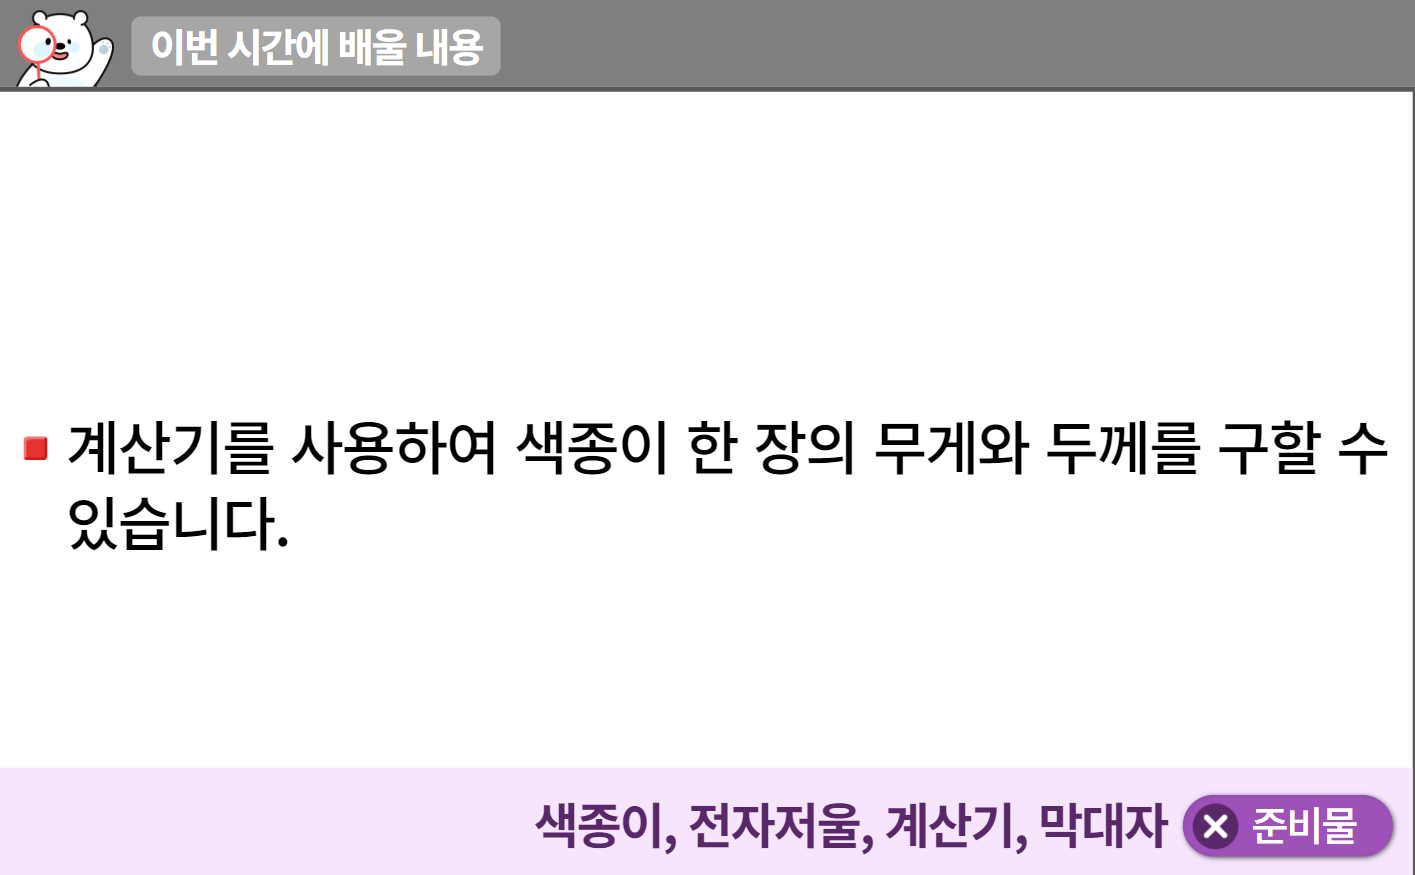 이번 시간에 배울 내용
계산기를 사용하여 색종이 한 장의 무게와 두께를 구할 수
있습니다.
색종이, 전자저울, 계산기, 막대자 준비물